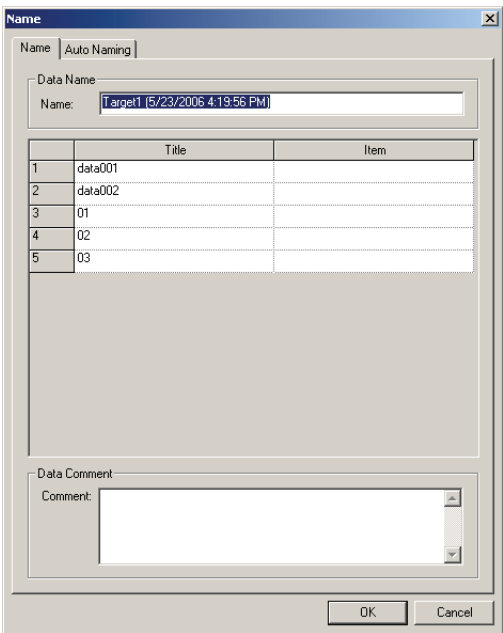 Name
Name Auto Naming
Data Name
Name: Target1 (5/23/2006 4:19:56 PM)
Title Item
1 data001
2 data002
3 01
4 02
5 03
Data Comment
Comment:
OK Cancel